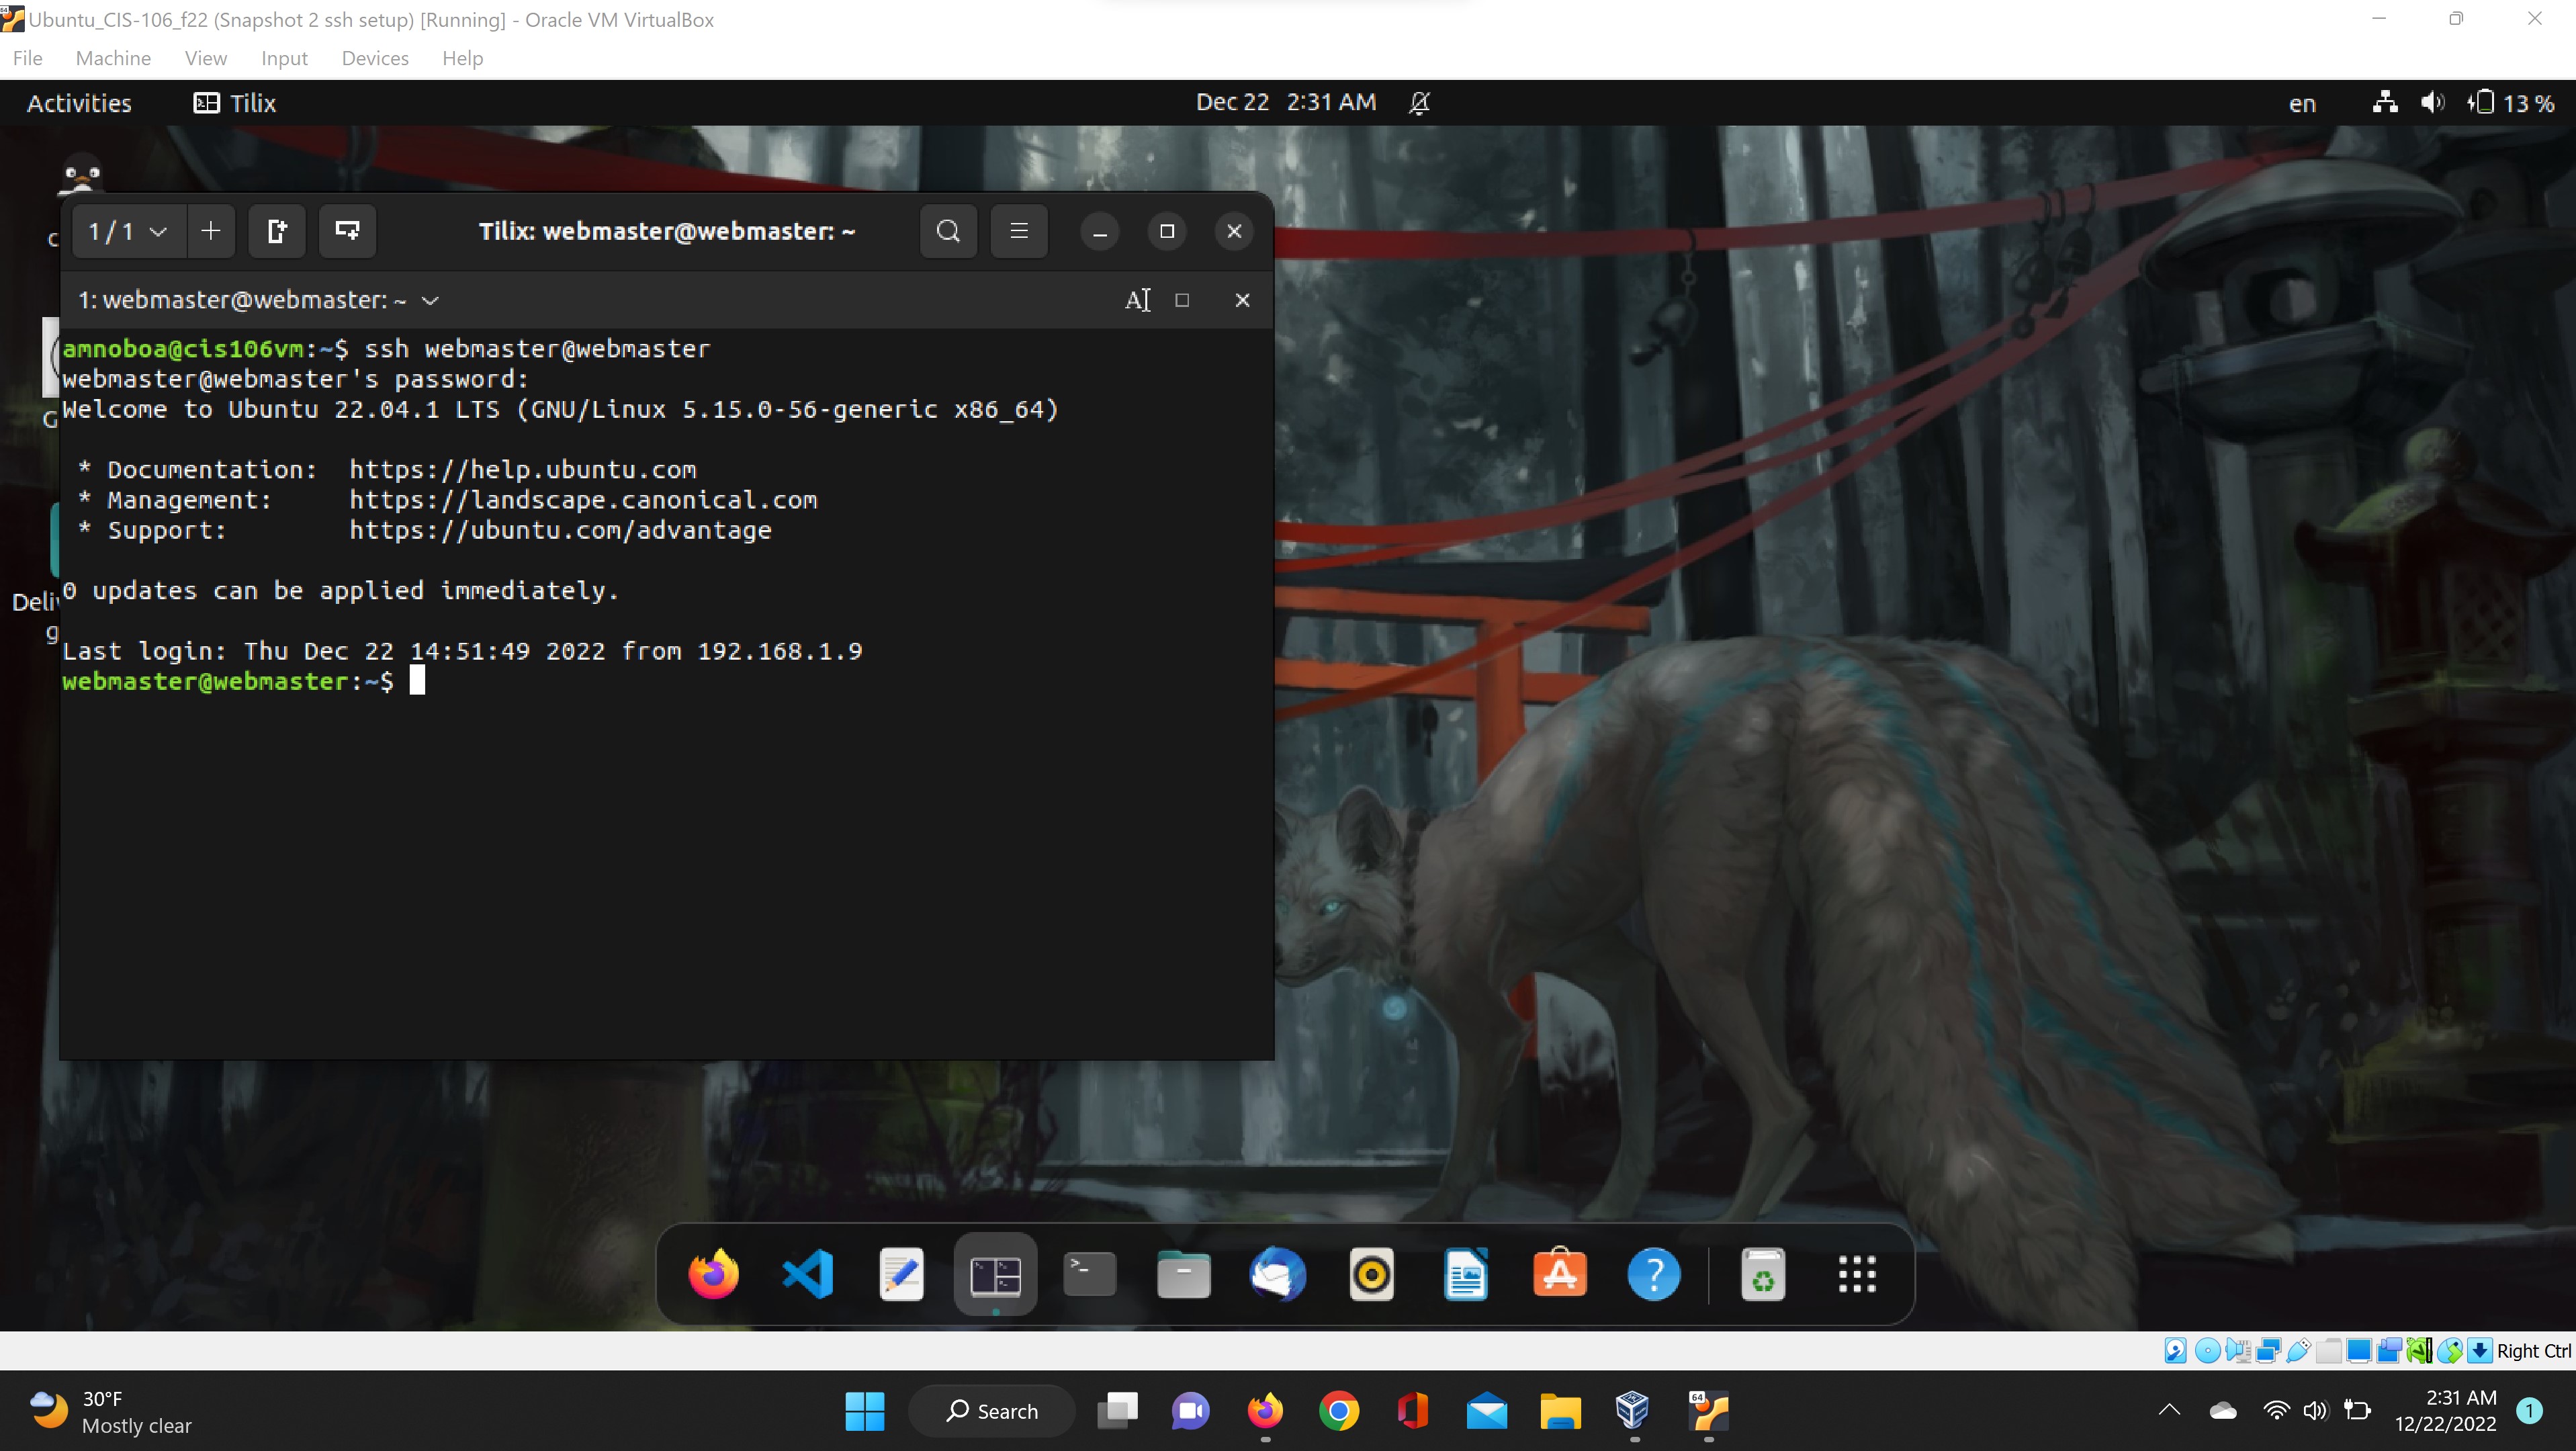 Ubuntu_CIS-106_f22 (Snapshot 2 ssh setup) [Running] - Oracle VM VirtualBox
File Machine View Input Devices Help
Activities Tilix Dec 22 2:31 AM en 13 %
1 / 1 Tilix: webmaster@webmaster: ~
1: webmaster@webmaster: ~
amnoboa@cis106vm:~$ ssh webmaster@webmaster
webmaster@webmaster's password:
Welcome to Ubuntu 22.04.1 LTS (GNU/Linux 5.15.0-56-generic x86_64)
* Documentation: https://help.ubuntu.com
* Management: https://landscape.canonical.com
* Support: https://ubuntu.com/advantage
0 updates can be applied immediately.
Last login: Thu Dec 22 14:51:49 2022 from 192.168.1.9
webmaster@webmaster:~$
Right Ctrl
30°F
Mostly clear
Search
2:31 AM
12/22/2022
1